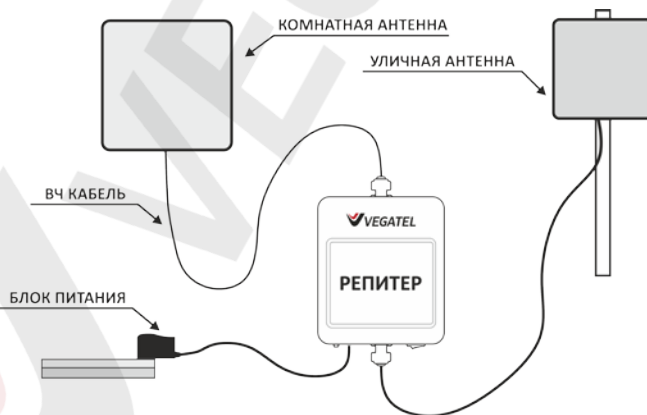 КОМНАТНАЯ АНТЕННА
УЛИЧНАЯ АНТЕННА
ВЧ КАБЕЛЬ
VEGATEL
РЕПИТЕР
БЛОК ПИТАНИЯ